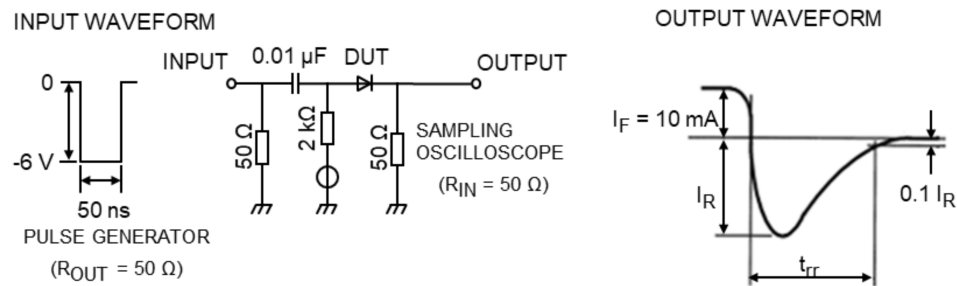 INPUT WAVEFORM
0
-6 V
50 ns
PULSE GENERATOR
(ROUT = 50 Ω)
INPUT
0.01 µF
DUT
OUTPUT
50 Ω
2 kΩ
50 Ω
SAMPLING
OSCILLOSCOPE
(RIN = 50 Ω)
OUTPUT WAVEFORM
IF = 10 mA
IR
0.1 IR
trr